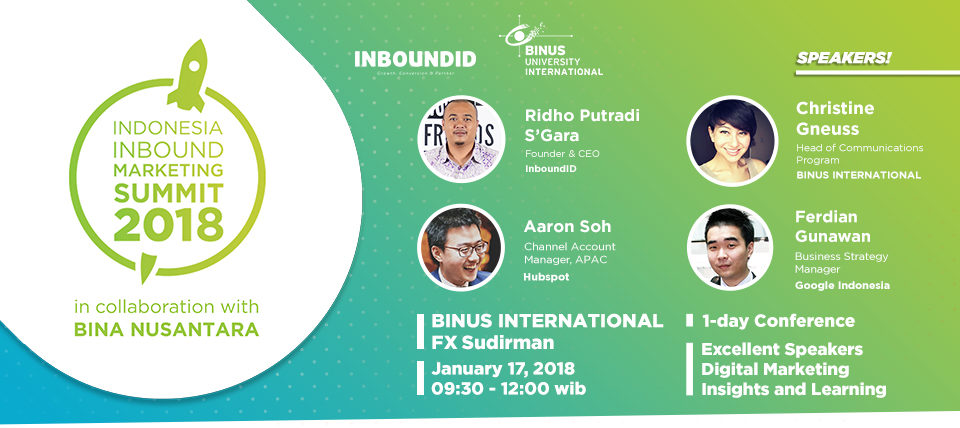 INDONESIA
INBOUND
MARKETING
SUMMIT
2018
in collaboration with
BINA NUSANTARA
INBOUNDID
Growth, Conversion & Partner
BINUS
UNIVERSITY
INTERNATIONAL
SPEAKERS!
Ridho Putradi
S'Gara
Founder & CEO
InboundID
Christine
Gneuss
Head of Communications
Program
BINUS INTERNATIONAL
Aaron Soh
Channel Account
Manager, APAC
Hubspot
Ferdian
Gunawan
Business Strategy
Manager
Google Indonesia
BINUS INTERNATIONAL
FX Sudirman
January 17, 2018
09:30 - 12:00 wib
1-day Conference
Excellent Speakers
Digital Marketing
Insights and Learning